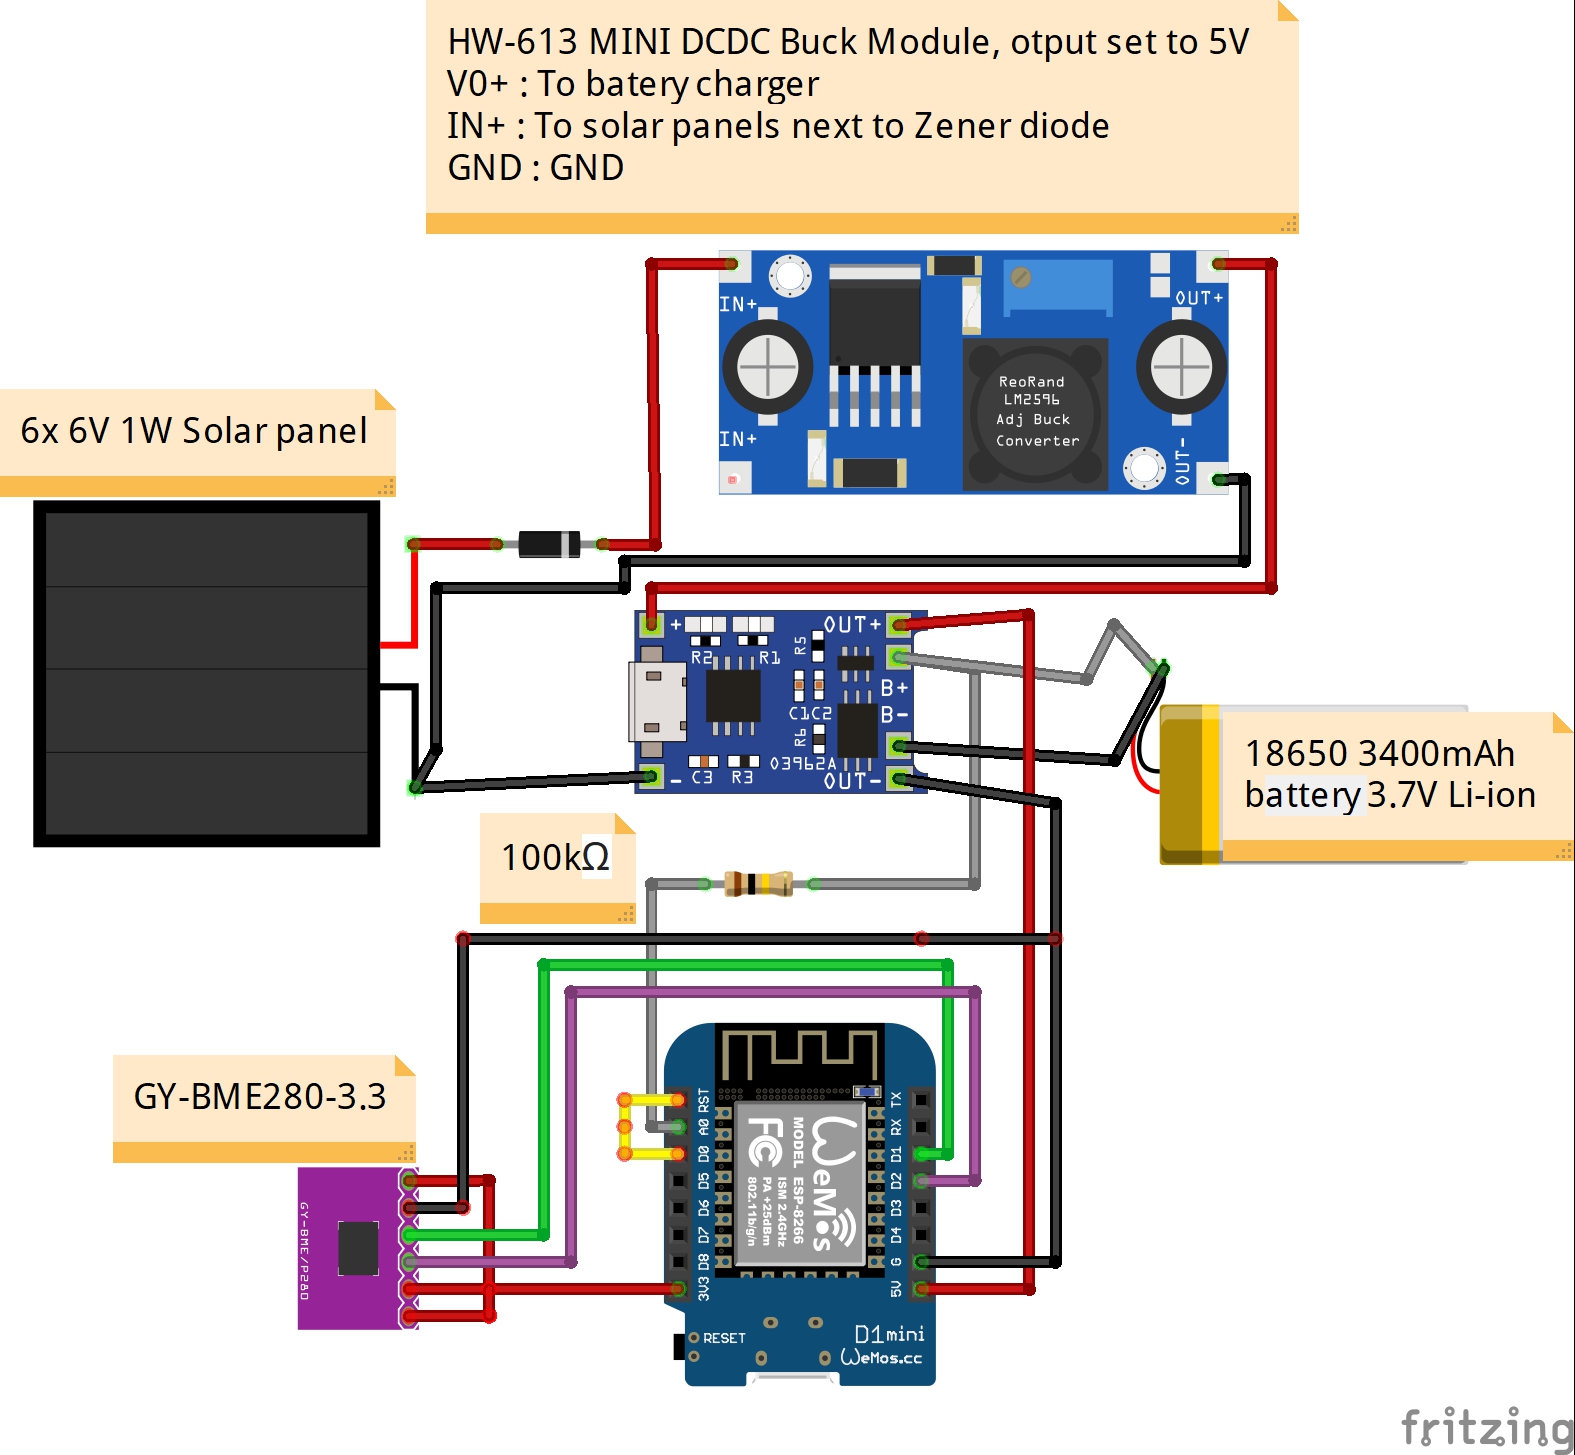 HW-613 MINI DCDC Buck Module, otput set to 5V
V0+ : To batery charger
IN+ : To solar panels next to Zener diode
GND : GND
IN+
OUT+
ReoRand
LM2596
Adj Buck
Converter
IN+
OUT-
6x 6V 1W Solar panel
+
R2
R1
R5
OUT+
B+
B-
C1
C2
R6
03962A
C3
R3
-
OUT-
18650 3400mAh
battery 3.7V Li-ion
100kΩ
GY-BME280-3.3
GY-BME/P280
RST
A0
D0
D5
D6
D7
D8
3V3
TX
RX
D1
D2
D3
D4
G
5V
WeMos
FC
MODEL ESP-8266
ISM 2.4GHz
PA +25dBm
802.11b/g/n
RESET
D1mini
WeMos.cc
fritzing